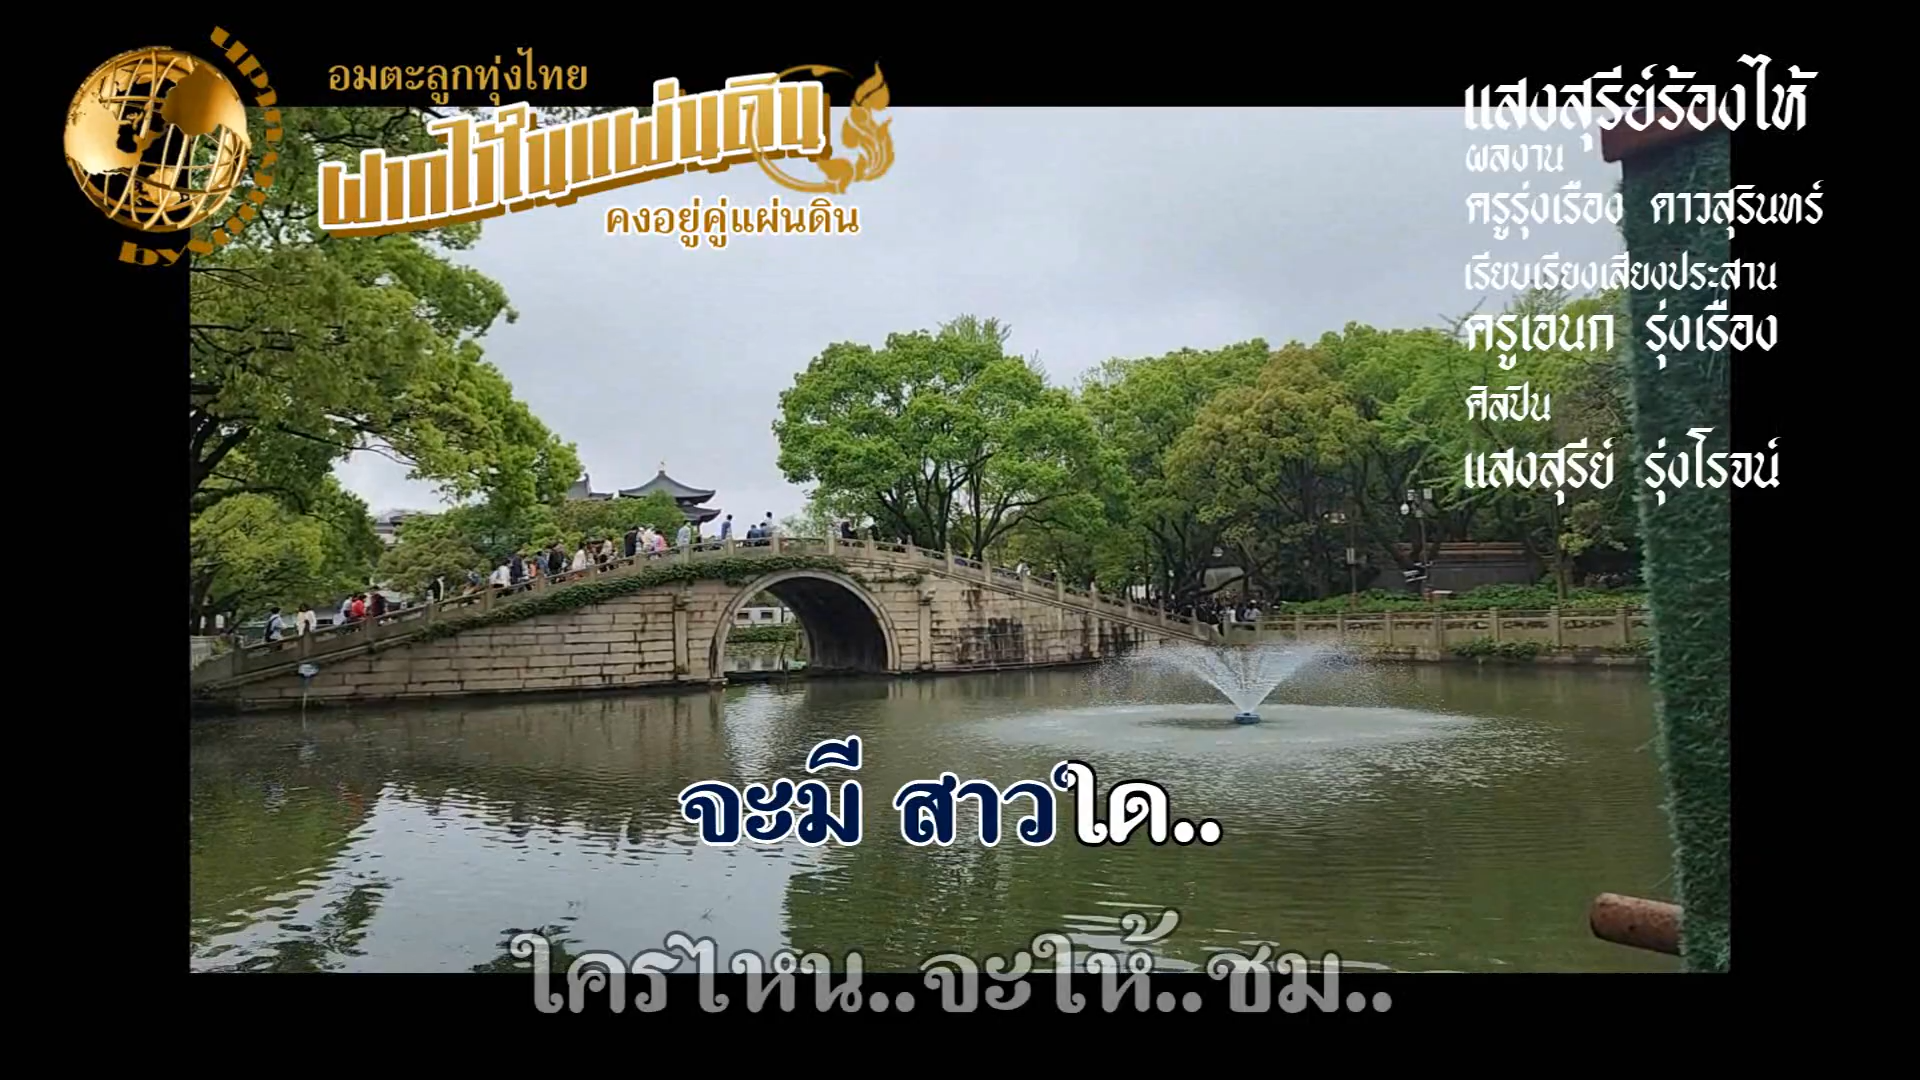 อมตะลูกทุ่งไทย
ฝากไว้ในแผ่นดิน
คงอยู่คู่แผ่นดิน
แสงสุรีย์ร้องไห้
ผลงาน
ครูรุ่งเรือง ดาวสุรินทร์
เรียบเรียงเสียงประสาน
ครูเอนก รุ่งเรือง
ศิลปิน
แสงสุรีย์ รุ่งโรจน์
จะมี สาวใด..
ใครไหน..จะให้..ชม..